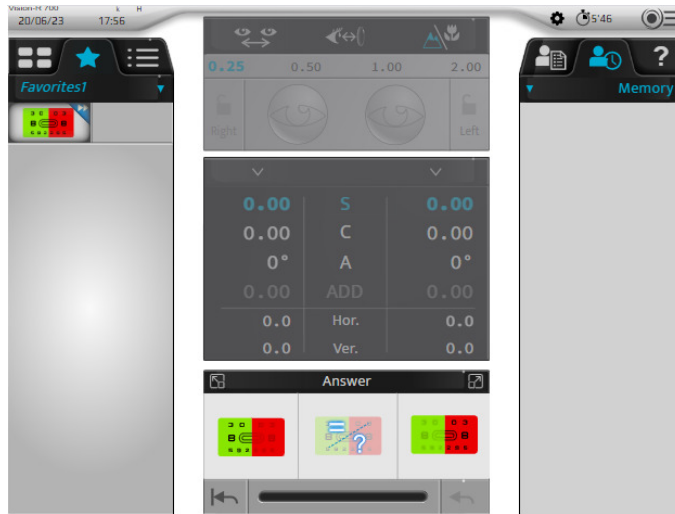 Vision-R 700
20/06/23 17:56 5'46
Favorites1
Memory
?
0.25 0.50 1.00 2.00
Right Left
0.00 S 0.00
0.00 C 0.00
0° A 0°
0.00 ADD 0.00
0.0 Hor. 0.0
0.0 Ver. 0.0
Answer
?